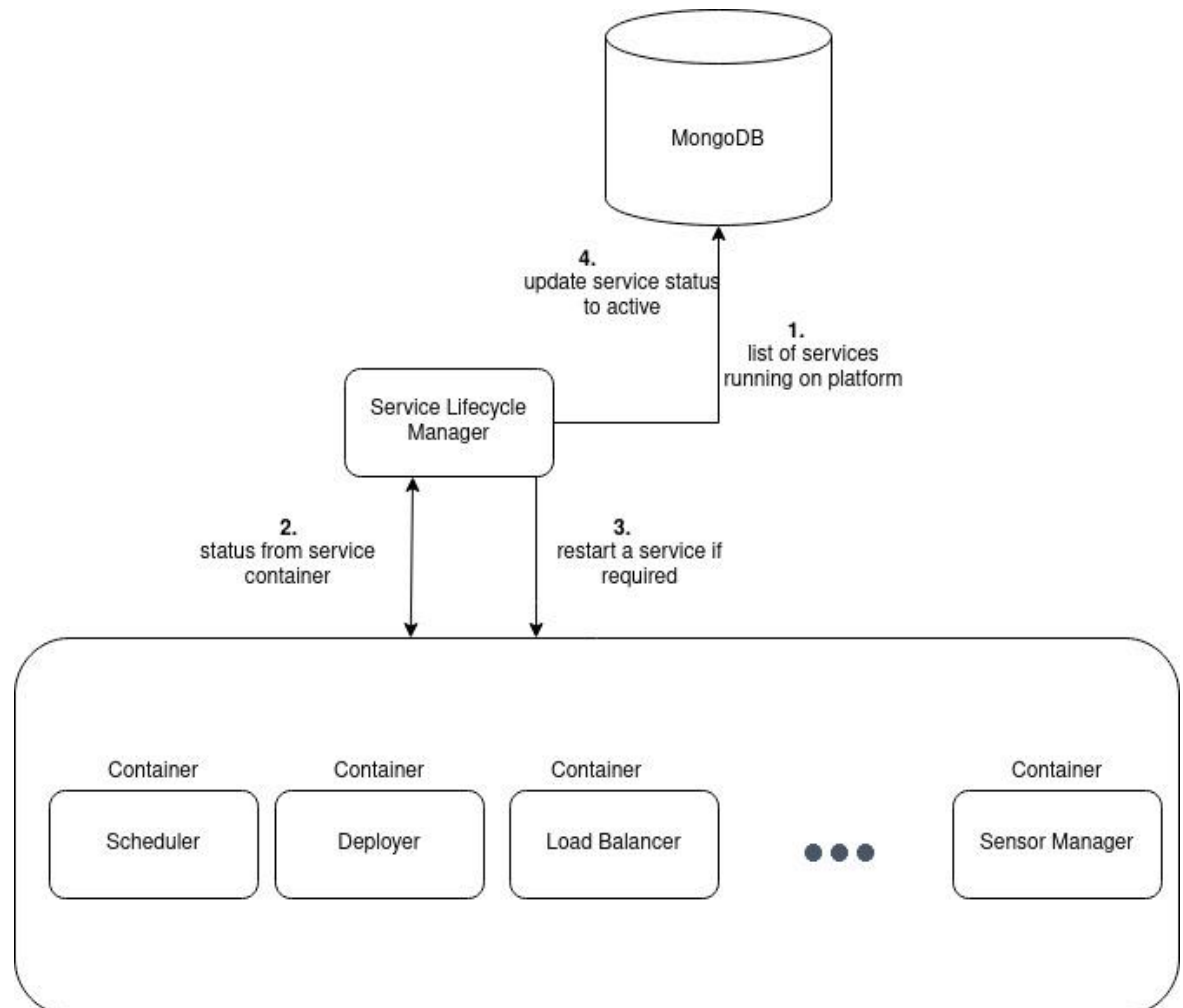 MongoDB
4.
update service status
to active
1.
list of services
running on platform
Service Lifecycle
Manager
2.
status from service
container
3.
restart a service if
required
Container
Container
Container
Container
Scheduler
Deployer
Load Balancer
Sensor Manager